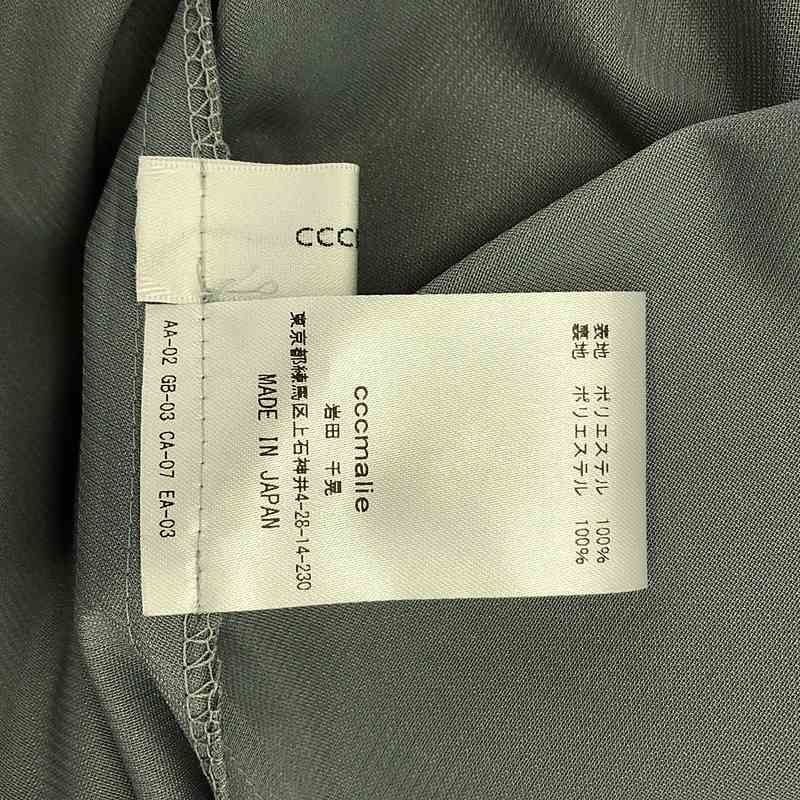 CCC
表地 ポリエステル 100%
裏地 ポリエステル 100%
cccmalie
岩田 千晃
東京都練馬区上石神井4-28-14-230
MADE IN JAPAN
AA-02 GB-03 CA-07 EA-03